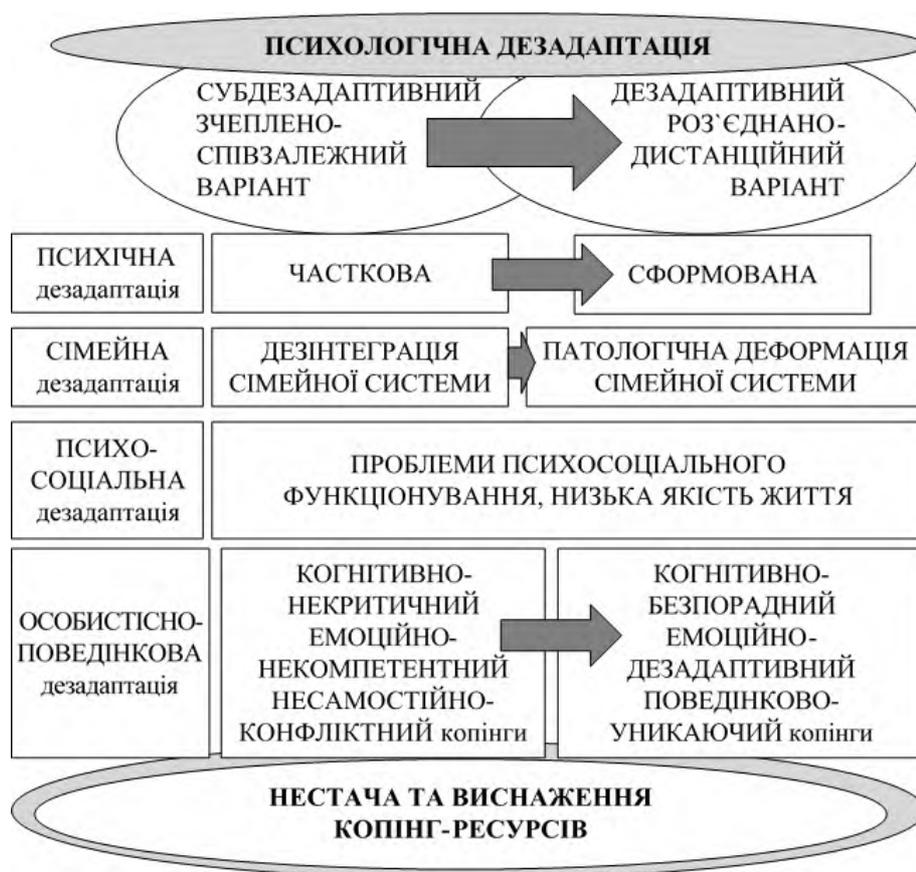 ПСИХОЛОГІЧНА ДЕЗАДАПТАЦІЯ
СУБДЕЗАДАПТИВНИЙ
ЗЧЕПЛЕНО-
СПІВЗАЛЕЖНИЙ
ВАРІАНТ
ДЕЗАДАПТИВНИЙ
РОЗ`ЄДНАНО-
ДИСТАНЦІЙНИЙ
ВАРІАНТ
ПСИХІЧНА
дезадаптація
ЧАСТКОВА
СФОРМОВАНА
СІМЕЙНА
дезадаптація
ДЕЗІНТЕГРАЦІЯ
СІМЕЙНОЇ СИСТЕМИ
ПАТОЛОГІЧНА ДЕФОРМАЦІЯ
СІМЕЙНОЇ СИСТЕМИ
ПСИХО-
СОЦІАЛЬНА
дезадаптація
ПРОБЛЕМИ ПСИХОСОЦІАЛЬНОГО
ФУНКЦІОНУВАННЯ, НИЗЬКА ЯКІСТЬ ЖИТТЯ
ОСОБИСТІСНО-
ПОВЕДІНКОВА
дезадаптація
КОГНІТИВНО-
НЕКРИТИЧНИЙ
ЕМОЦІЙНО-
НЕКОМПЕТЕНТНИЙ
НЕСАМОСТІЙНО-
КОНФЛІКТНИЙ копінги
КОГНІТИВНО-
БЕЗПОРАДНИЙ
ЕМОЦІЙНО-
ДЕЗАДАПТИВНИЙ
ПОВЕДІНКОВО-
УНИКАЮЧИЙ копінги
НЕСТАЧА ТА ВИСНАЖЕННЯ
КОПІНГ-РЕСУРСІВ